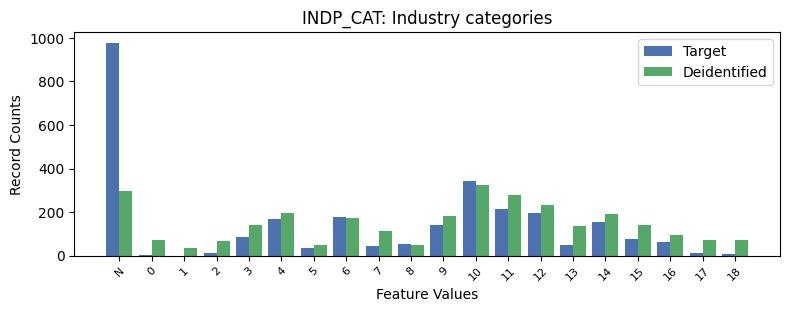 INDP_CAT: Industry categories
1000
800
600
400
200
0
Record Counts
Target
Deidentified
N 0 1 2 3 4 5 6 7 8 9 10 11 12 13 14 15 16 17 18
Feature Values